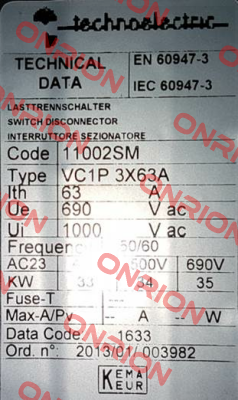 technoelectric
TECHNICAL DATA
EN 60947-3
IEC 60947-3
LASTTRENNSCHALTER
SWITCH DISCONNECTOR
INTERRUTTORE SEZIONATORE
Code 11002SM
Type VC1P 3X63A
Ith 63 A
Ue 690 V ac
Ui 1000 V ac
Frequency 50/60
AC23 500V 690V
KW 33 34 35
Fuse-T
Max-A/Pv — A — W
Data Code 1633
Ord. n°: 2013/01/ 003982
KEMA
KEUR
ONRION